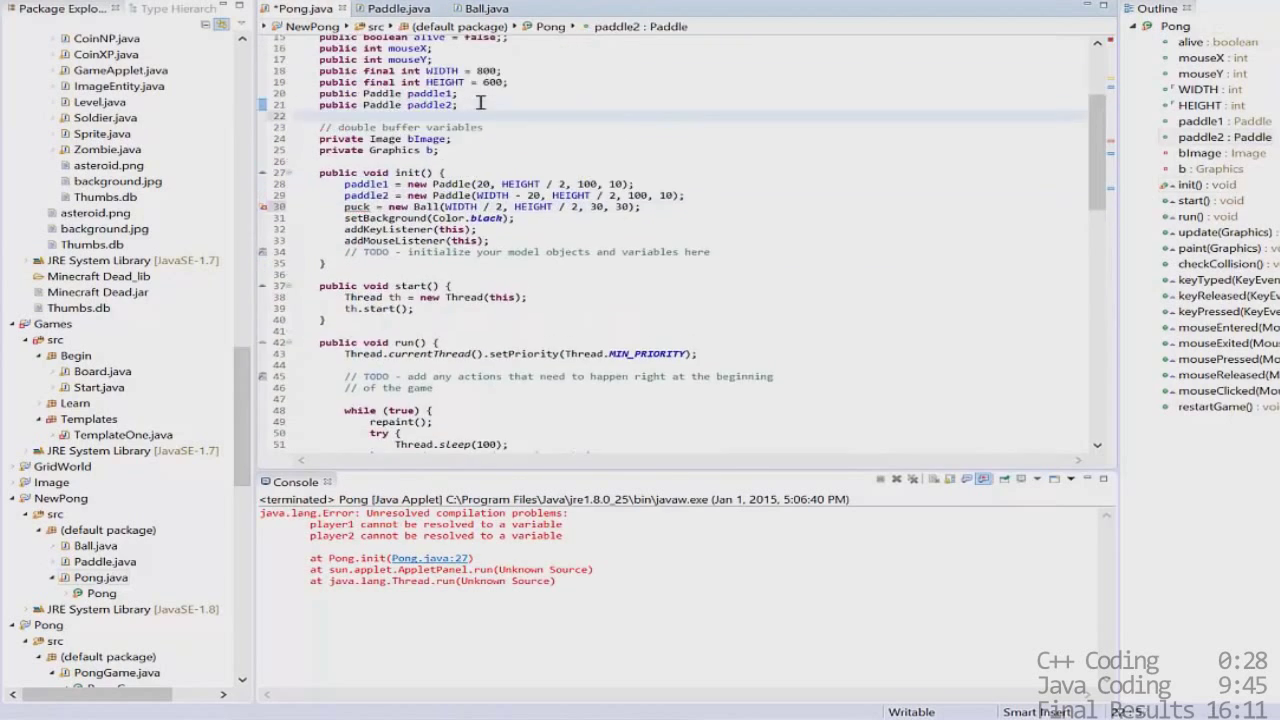 Package Explo...
Type Hierarch
CoinNP.java
CoinXP.java
GameApplet.java
ImageEntity.java
Level.java
Soldier.java
Sprite.java
Zombie.java
asteroid.png
background.jpg
Thumbs.db
asteroid.png
background.jpg
Thumbs.db
JRE System Library [JavaSE-1.7]
Minecraft Dead_lib
Minecraft Dead.jar
Thumbs.db
Games
src
Begin
Board.java
Start.java
Learn
Templates
TemplateOne.java
JRE System Library [JavaSE-1.7]
GridWorld
Image
NewPong
src
(default package)
Ball.java
Paddle.java
Pong.java
Pong
JRE System Library [JavaSE-1.8]
Pong
src
(default package)
PongGame.java
*Pong.java
Paddle.java
Ball.java
NewPong
src
(default package)
Pong
paddle2 : Paddle
15 public boolean alive = false;;
16 public int mouseX;
17 public int mouseY;
18 public final int WIDTH = 800;
19 public final int HEIGHT = 600;
20 public Paddle paddle1;
21 public Paddle paddle2;
22
23 // double buffer variables
24 private Image bImage;
25 private Graphics b;
26
27 public void init() {
28 paddle1 = new Paddle(20, HEIGHT / 2, 100, 10);
29 paddle2 = new Paddle(WIDTH - 20, HEIGHT / 2, 100, 10);
30 puck = new Ball(WIDTH / 2, HEIGHT / 2, 30, 30);
31 setBackground(Color.black);
32 addKeyListener(this);
33 addMouseListener(this);
34 // TODO - initialize your model objects and variables here
35 }
36
37 public void start() {
38 Thread th = new Thread(this);
39 th.start();
40 }
41
42 public void run() {
43 Thread.currentThread().setPriority(Thread.MIN_PRIORITY);
44
45 // TODO - add any actions that need to happen right at the beginning
46 // of the game
47
48 while (true) {
49 repaint();
50 try {
51 Thread.sleep(100);
Console
<terminated> Pong [Java Applet] C:\Program Files\Java\jre1.8.0_25\bin\javaw.exe (Jan 1, 2015, 5:06:40 PM)
java.lang.Error: Unresolved compilation problems:
player1 cannot be resolved to a variable
player2 cannot be resolved to a variable
at Pong.init(Pong.java:27)
at sun.applet.AppletPanel.run(Unknown Source)
at java.lang.Thread.run(Unknown Source)
Outline
Pong
alive : boolean
mouseX : int
mouseY : int
WIDTH : int
HEIGHT : int
paddle1 : Paddle
paddle2 : Paddle
bImage : Image
b : Graphics
init() : void
start() : void
run() : void
update(Graphics)
paint(Graphics) :
checkCollision() :
keyTyped(KeyEven
keyReleased(KeyE
keyPressed(KeyEve
mouseEntered(Mo
mouseExited(Mou
mousePressed(Mo
mouseReleased(M
mouseClicked(Mo
restartGame() : vo
C++ Coding 0:28
Java Coding 9:45
Final Results 16:11
Writable
Smart Insert